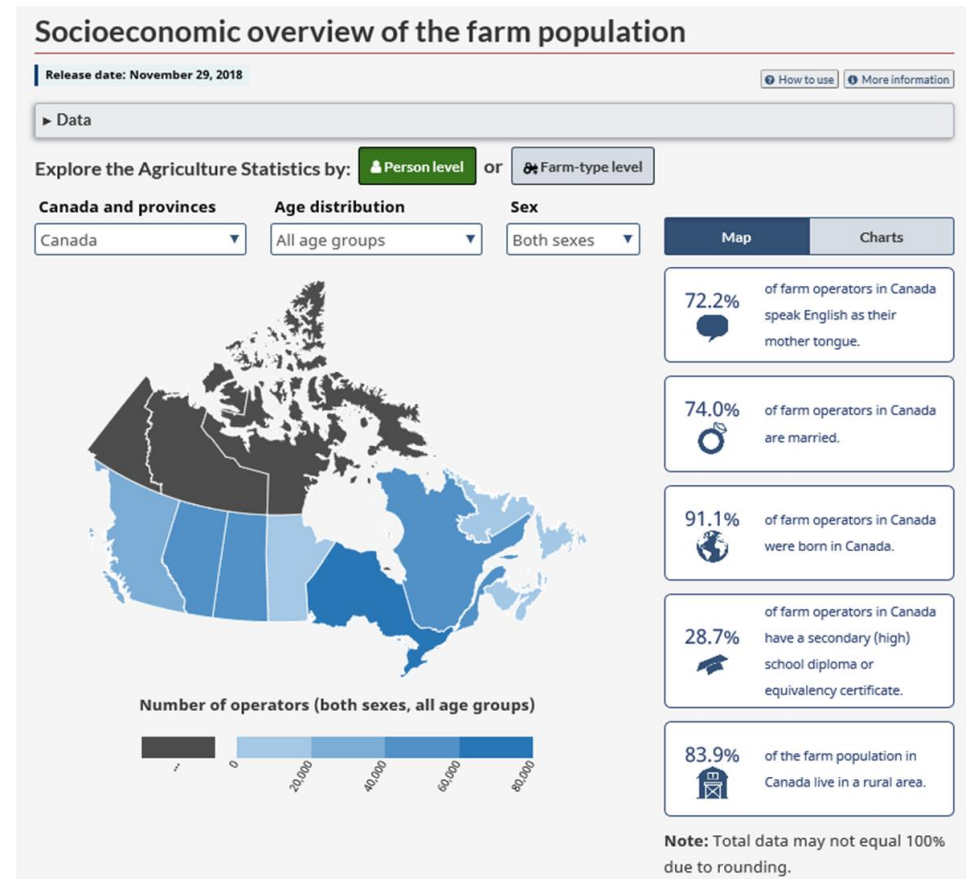 Socioeconomic overview of the farm population
Release date: November 29, 2018
How to use
More information
▸ Data
Explore the Agriculture Statistics by:
Person level
or
Farm-type level
Canada and provinces
Age distribution
Sex
Canada
All age groups
Both sexes
Map
Charts
72.2%
of farm operators in Canada
speak English as their
mother tongue.
74.0%
of farm operators in Canada
are married.
91.1%
of farm operators in Canada
were born in Canada.
28.7%
of farm operators in Canada
have a secondary (high)
school diploma or
equivalency certificate.
83.9%
of the farm population in
Canada live in a rural area.
Note: Total data may not equal 100%
due to rounding.
Number of operators (both sexes, all age groups)
...
0
20,000
40,000
60,000
80,000